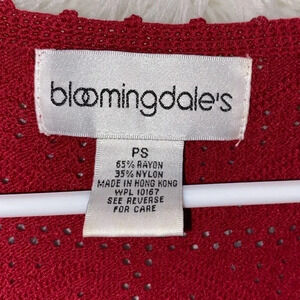 bloomingdale's
PS
65% RAYON
35% NYLON
MADE IN HONG KONG
WPL 10167
SEE REVERSE
FOR CARE